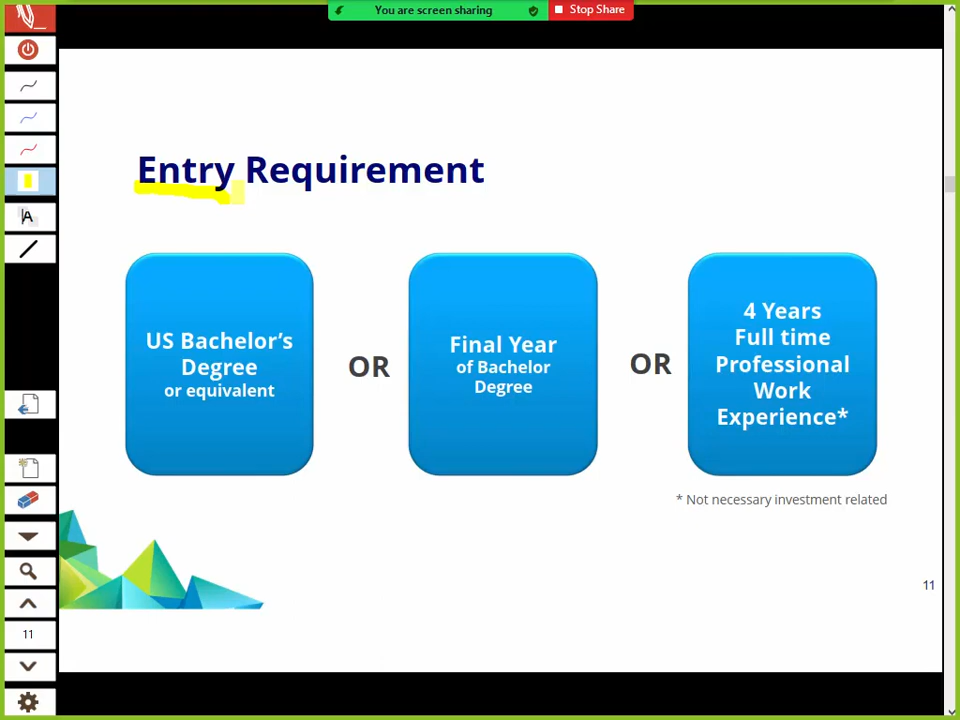 You are screen sharing
Stop Share
Entry Requirement
US Bachelor's
Degree
or equivalent
OR
Final Year
of Bachelor
Degree
OR
4 Years
Full time
Professional
Work
Experience*
* Not necessary investment related
11
A
11